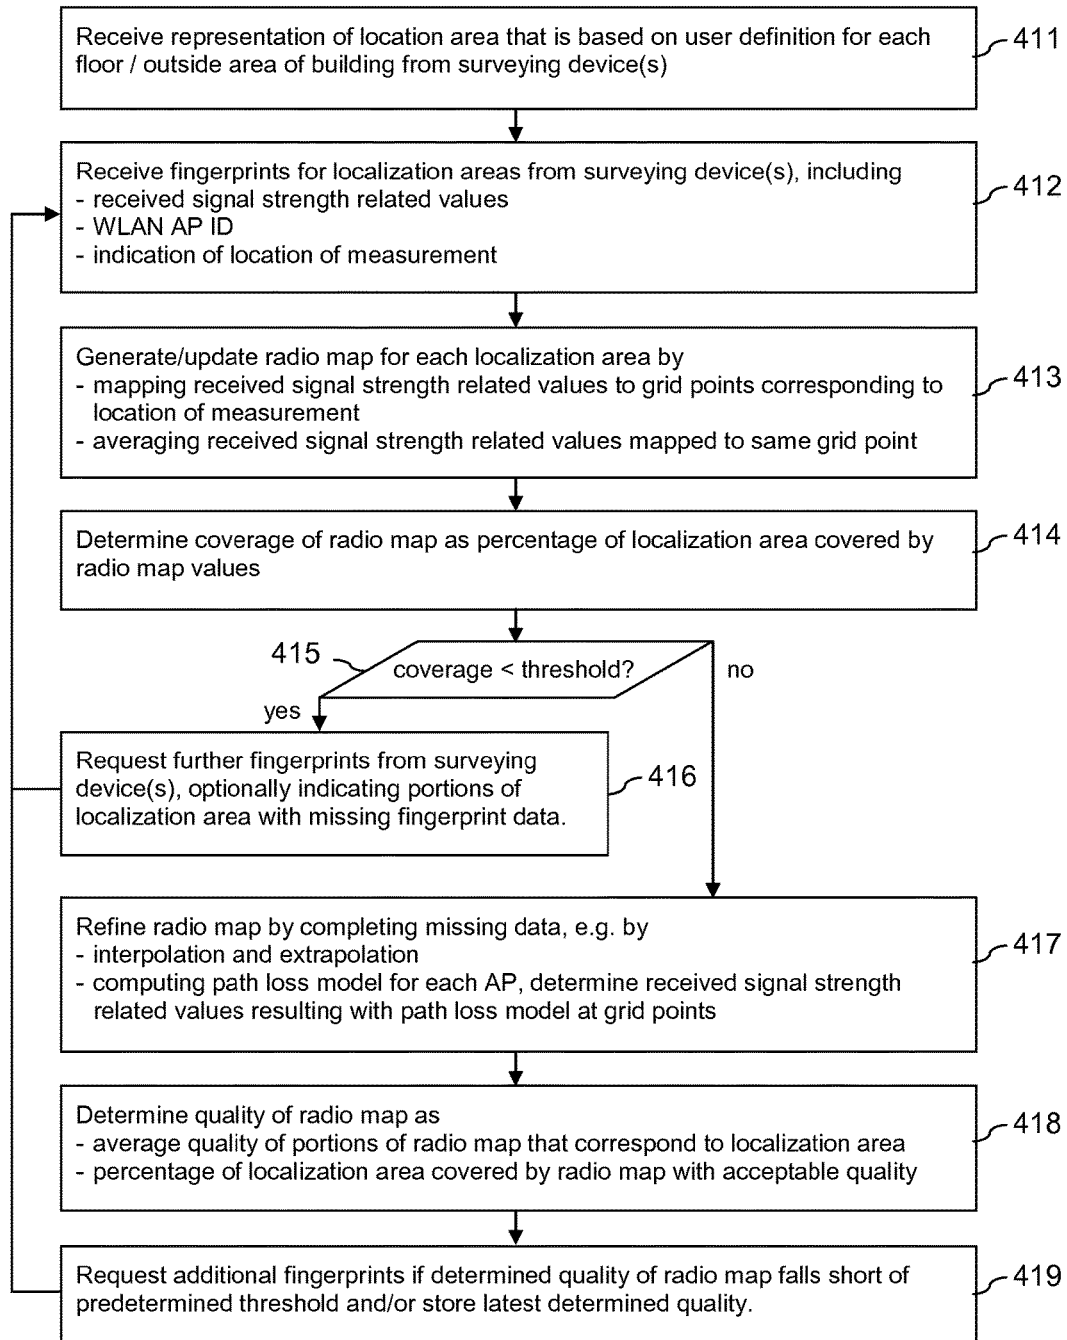 Receive representation of location area that is based on user definition for each
floor / outside area of building from surveying device(s)
411
Receive fingerprints for localization areas from surveying device(s), including
- received signal strength related values
- WLAN AP ID
- indication of location of measurement
412
Generate/update radio map for each localization area by
- mapping received signal strength related values to grid points corresponding to
location of measurement
- averaging received signal strength related values mapped to same grid point
413
Determine coverage of radio map as percentage of localization area covered by
radio map values
414
415
coverage < threshold?
no
yes
Request further fingerprints from surveying
device(s), optionally indicating portions of
localization area with missing fingerprint data.
416
Refine radio map by completing missing data, e.g. by
- interpolation and extrapolation
- computing path loss model for each AP, determine received signal strength
related values resulting with path loss model at grid points
417
Determine quality of radio map as
- average quality of portions of radio map that correspond to localization area
- percentage of localization area covered by radio map with acceptable quality
418
Request additional fingerprints if determined quality of radio map falls short of
predetermined threshold and/or store latest determined quality.
419